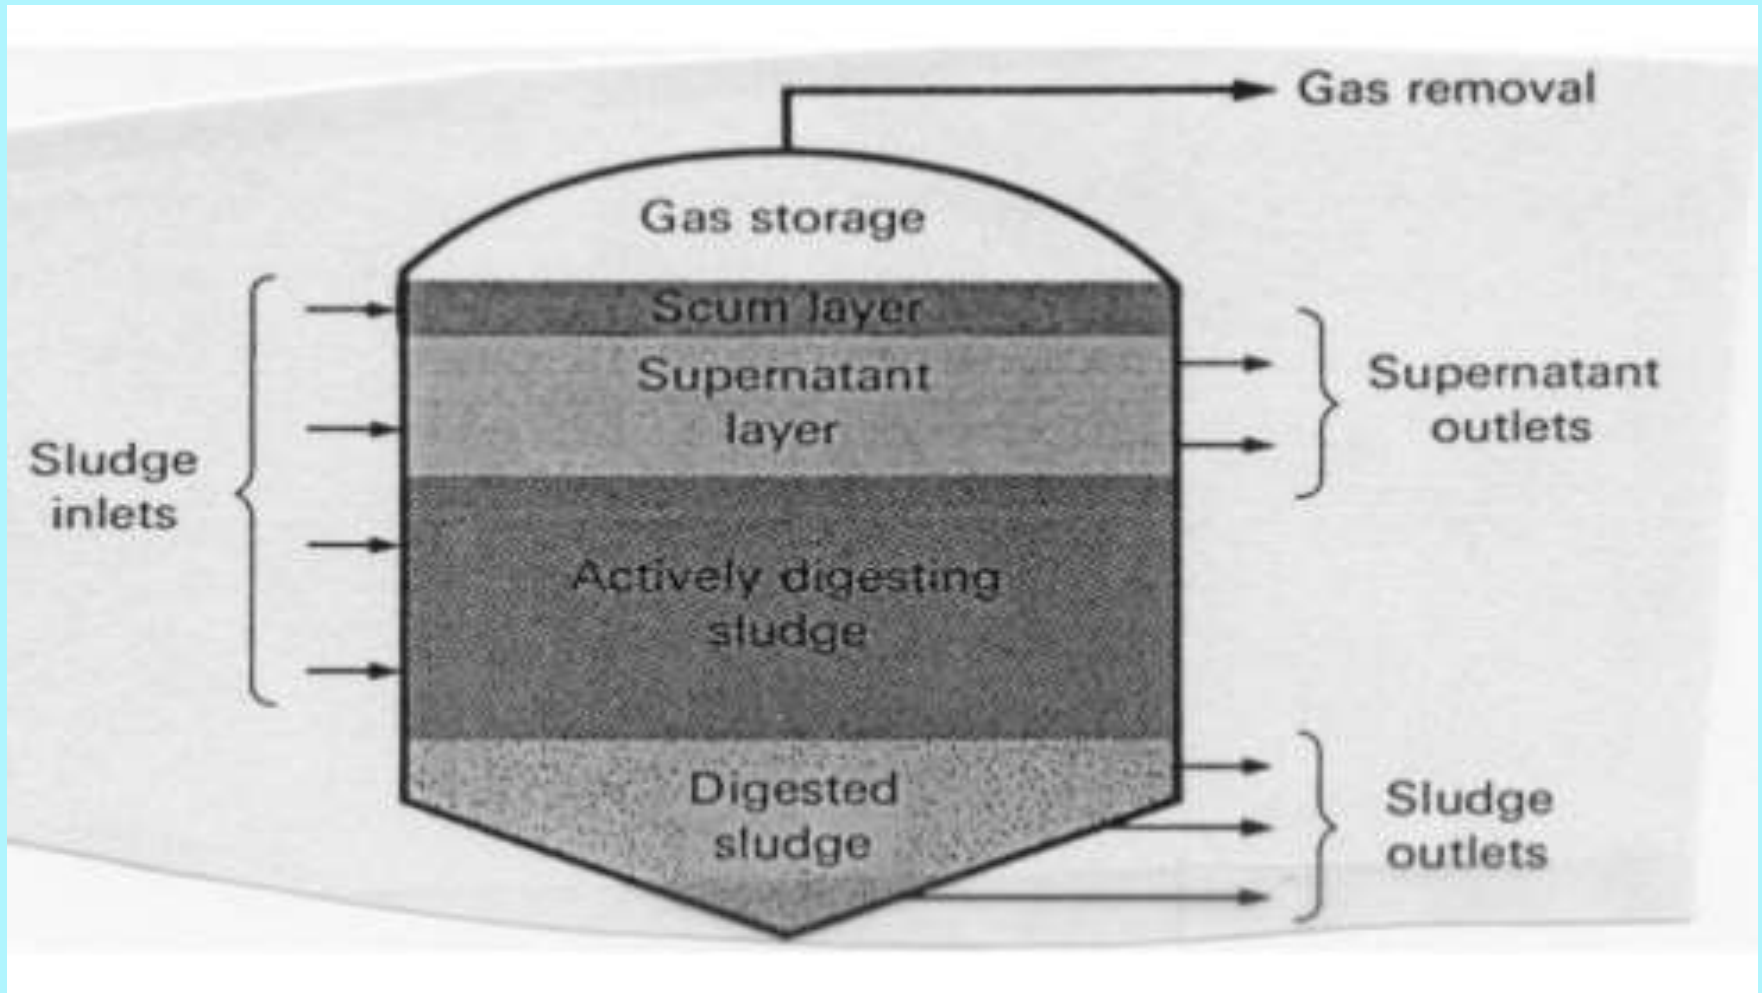 Gas removal
Gas storage
Scum layer
Supernatant
layer
Supernatant
outlets
Sludge
inlets
Actively digesting
sludge
Digested
sludge
Sludge
outlets